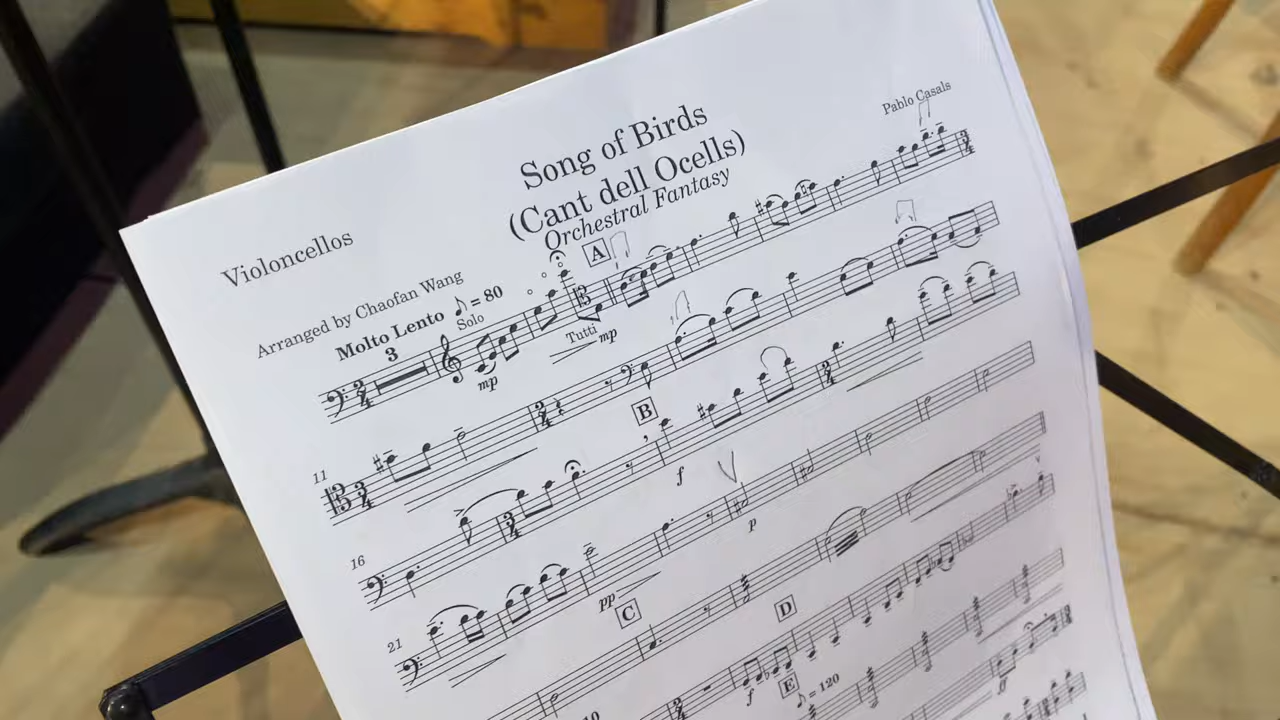 Pablo Casals
Song of Birds
(Cant dell Ocells)
Orchestral Fantasy
Violoncellos
Arranged by Chaofan Wang
Molto Lento ♪ = 80
A
3
Solo
mp
Tutti mp
11
B
16
f
21
pp
p
C
D
f
E ♪ = 120
ff